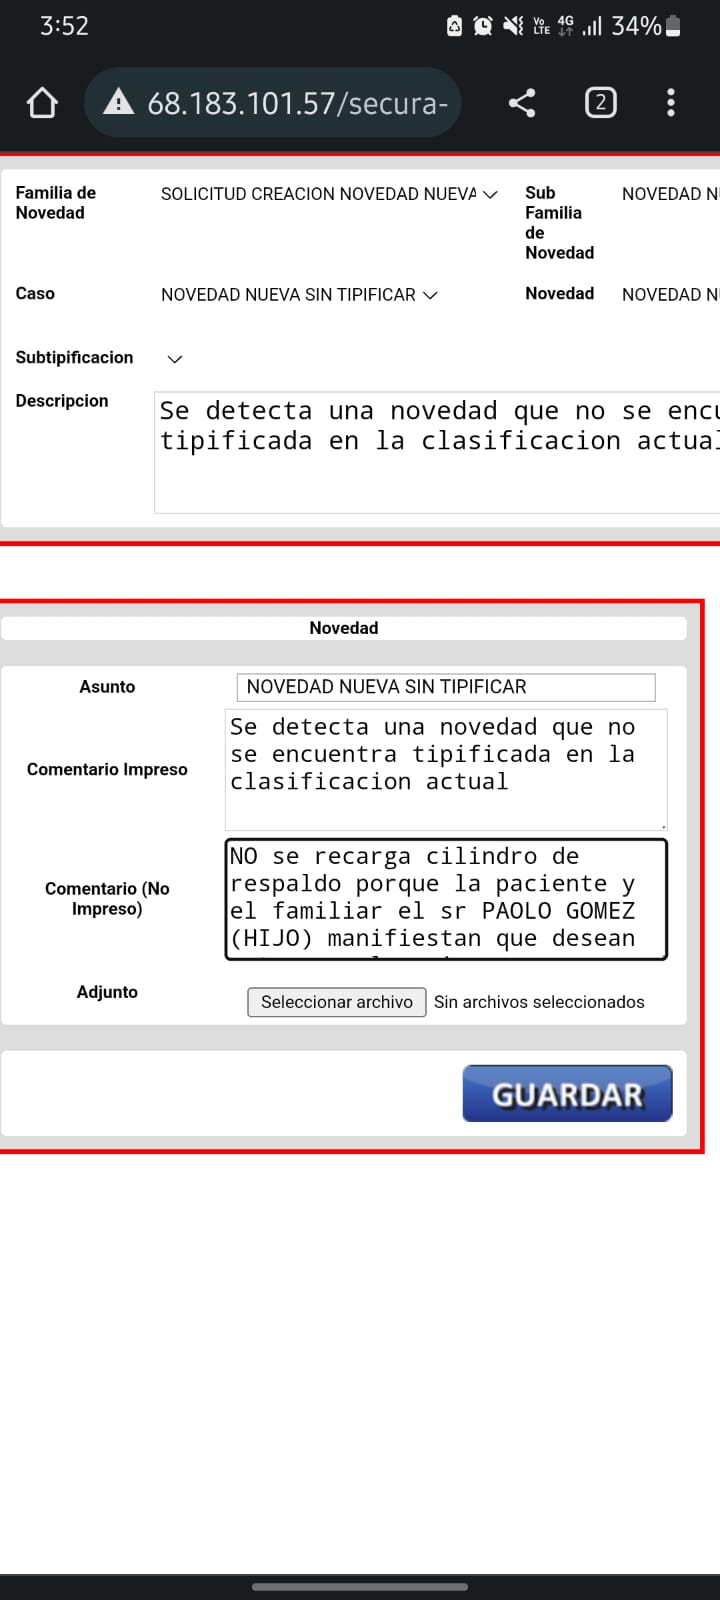 3:52 Vo LTE 4G 34%
68.183.101.57/secura- 2
Familia de Novedad SOLICITUD CREACION NOVEDAD NUEVA Sub Familia de Novedad NOVEDAD
Caso NOVEDAD NUEVA SIN TIPIFICAR Novedad NOVEDAD
Subtipificacion
Descripcion
Se detecta una novedad que no se
tipificada en la clasificacion
Novedad
Asunto NOVEDAD NUEVA SIN TIPIFICAR
Comentario Impreso
Se detecta una novedad que no
se encuentra tipificada en la
clasificacion actual
Comentario (No Impreso)
NO se recarga cilindro de
respaldo porque la paciente y
el familiar el sr PAOLO GOMEZ
(HIJO) manifiestan que desean
Adjunto Seleccionar archivo Sin archivos seleccionados
GUARDAR